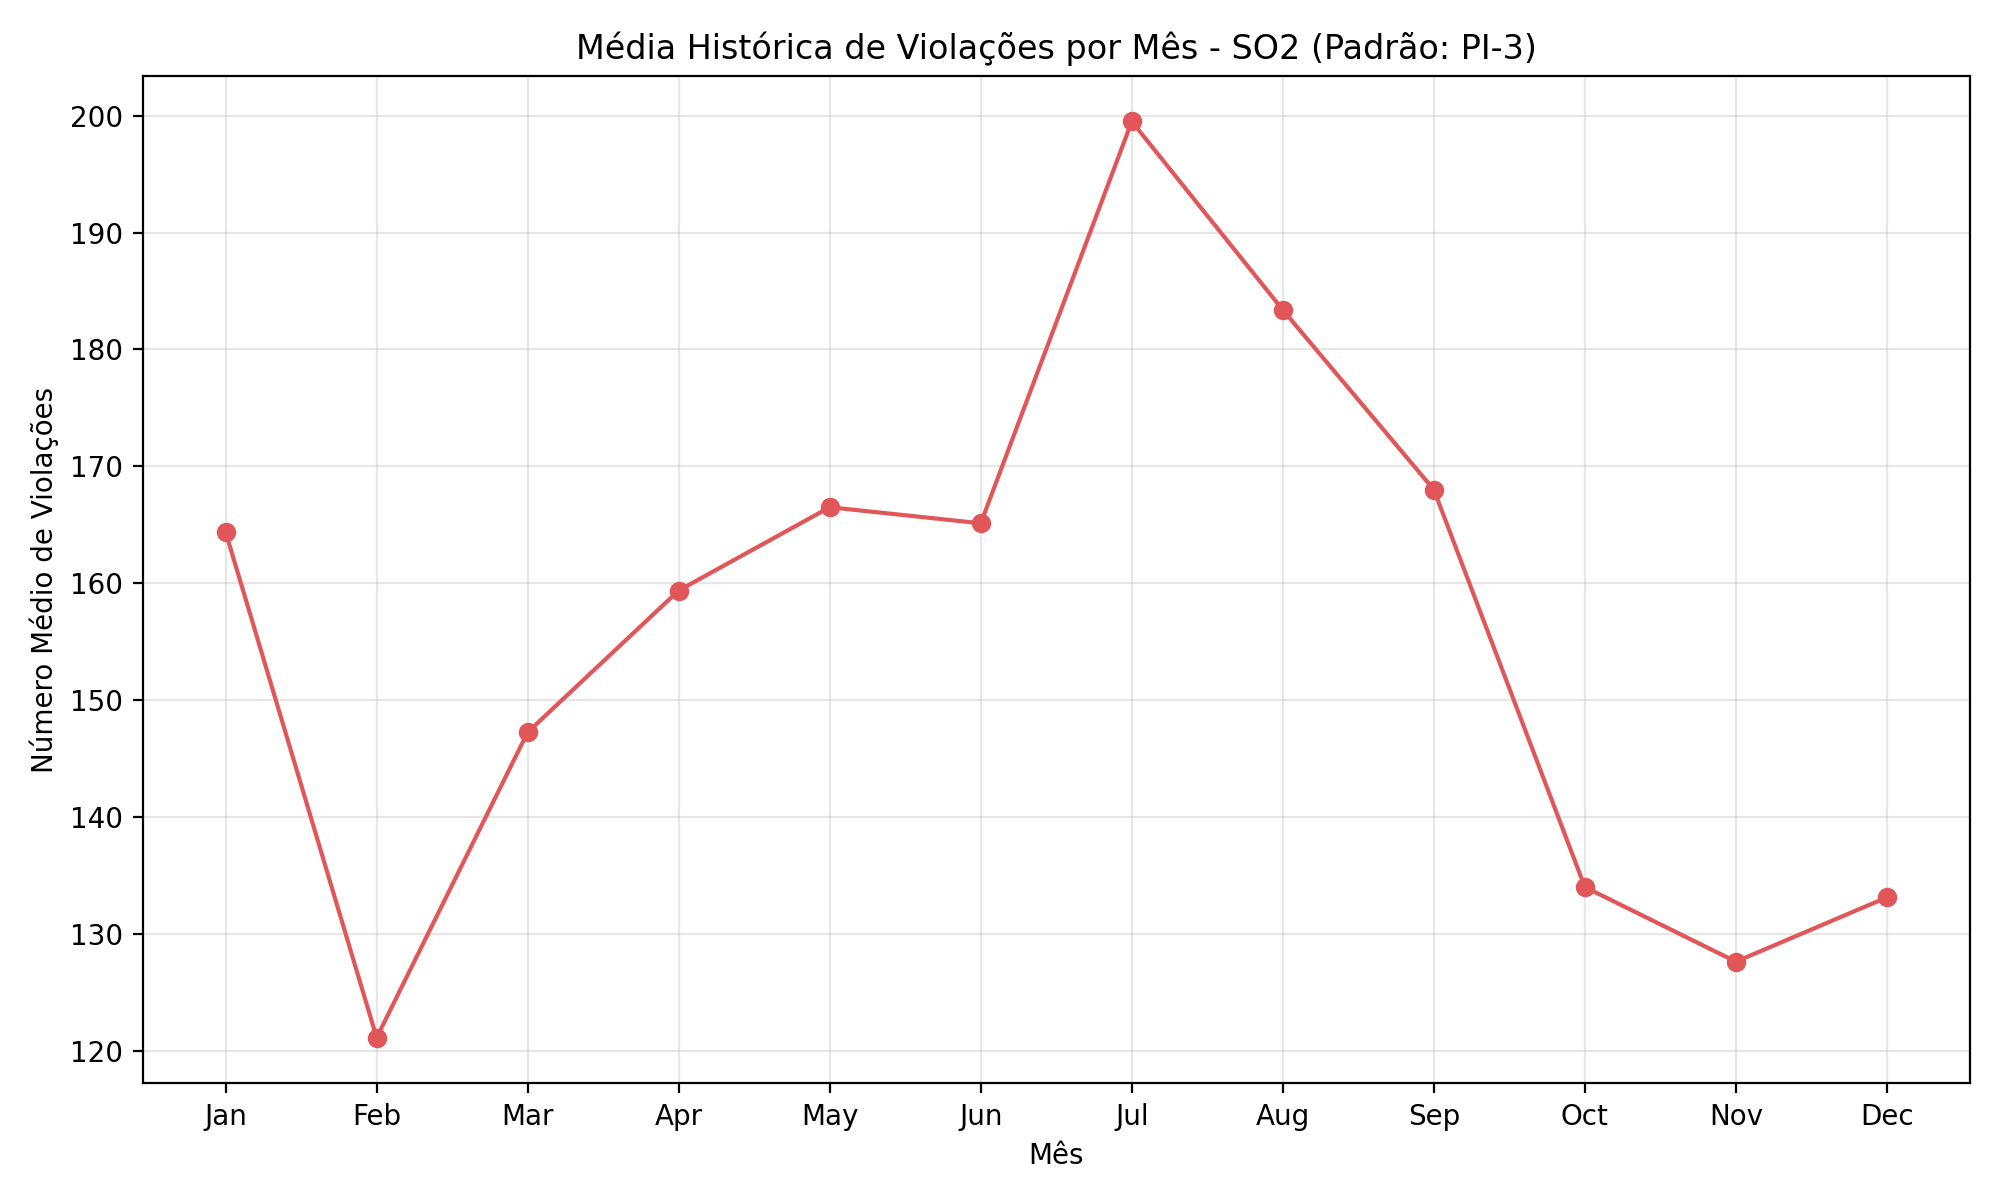 Média Histórica de Violações por Mês - SO2 (Padrão: PI-3)
Número Médio de Violações
200
190
180
170
160
150
140
130
120
Jan Feb Mar Apr May Jun Jul Aug Sep Oct Nov Dec
Mês